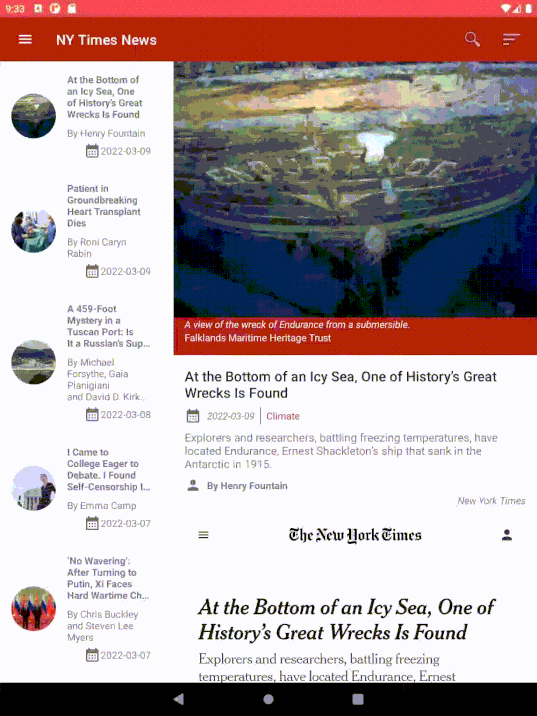 9:33
NY Times News
At the Bottom of
an Icy Sea, One
of History's Great
Wrecks Is Found
By Henry Fountain
2022-03-09
Patient in
Groundbreaking
Heart Transplant
Dies
By Roni Caryn
Rabin
2022-03-09
A 459-Foot
Mystery in a
Tuscan Port: Is
It a Russian's Sup...
By Michael
Forsythe, Gaia
Pianigiani
and David D. Kirk...
2022-03-08
I Came to
College Eager to
Debate. I Found
Self-Censorship I...
By Emma Camp
2022-03-07
'No Wavering':
After Turning to
Putin, Xi Faces
Hard Wartime Ch...
By Chris Buckley
and Steven Lee
Myers
2022-03-07
ENDURANCE
A view of the wreck of Endurance from a submersible.
Falklands Maritime Heritage Trust
At the Bottom of an Icy Sea, One of History's Great
Wrecks Is Found
2022-03-09 Climate
Explorers and researchers, battling freezing temperatures, have
located Endurance, Ernest Shackleton's ship that sank in the
Antarctic in 1915.
By Henry Fountain
New York Times
The New York Times
At the Bottom of an Icy Sea, One of
History's Great Wrecks Is Found
Explorers and researchers, battling freezing
temperatures, have located Endurance, Ernest